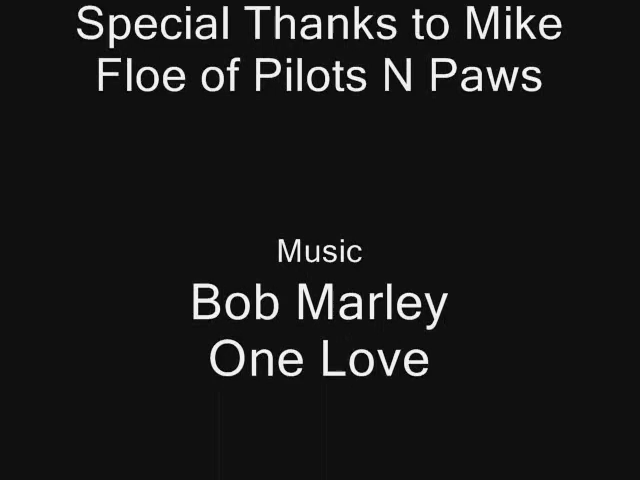 Special Thanks to Mike
Floe of Pilots N Paws
Music
Bob Marley
One Love